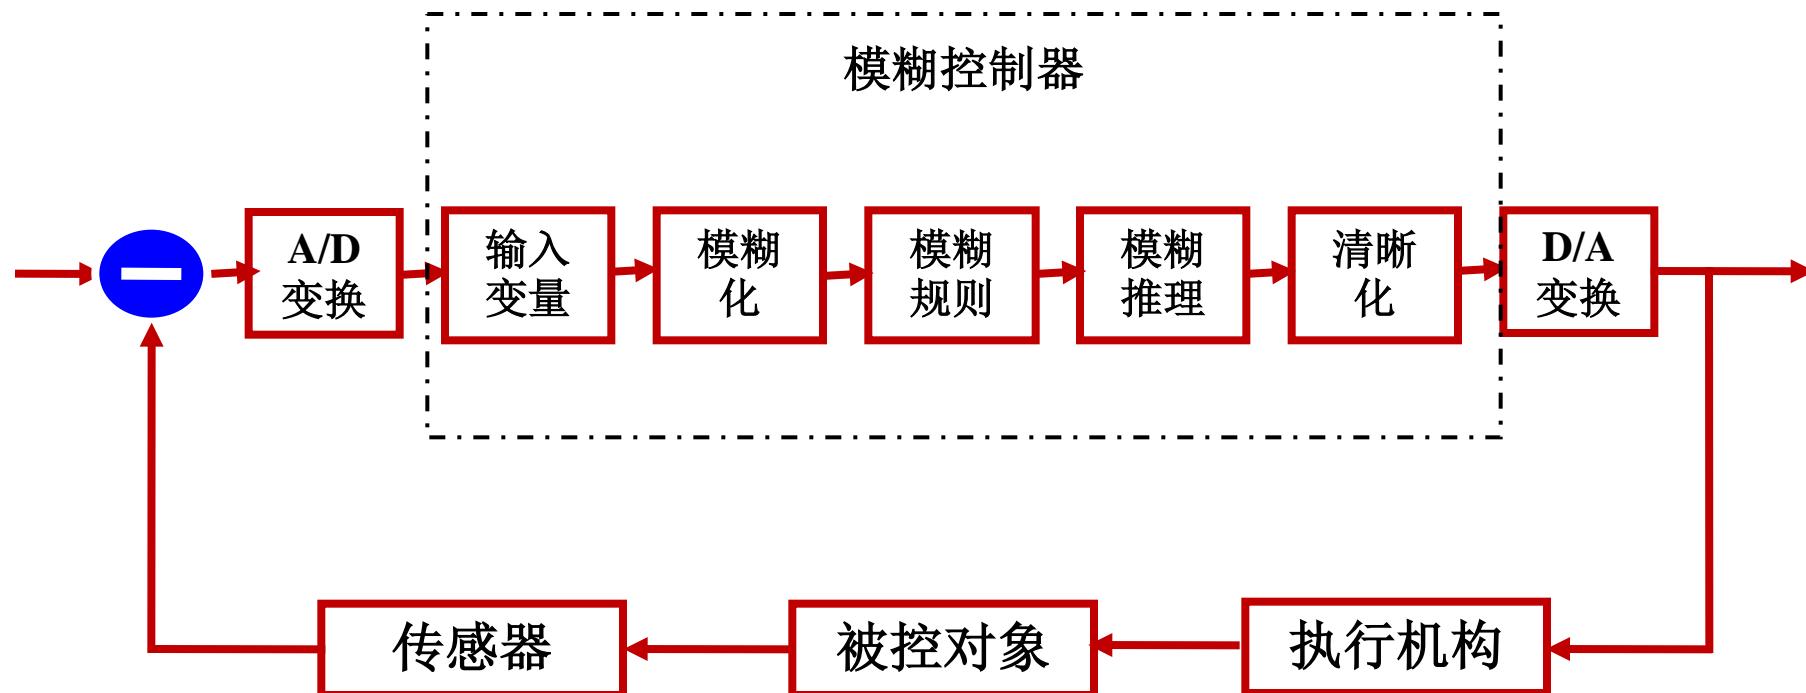 模糊控制器
A/D
变换
输入
变量
模糊
化
模糊
规则
模糊
推理
清晰
化
D/A
变换
传感器
被控对象
执行机构